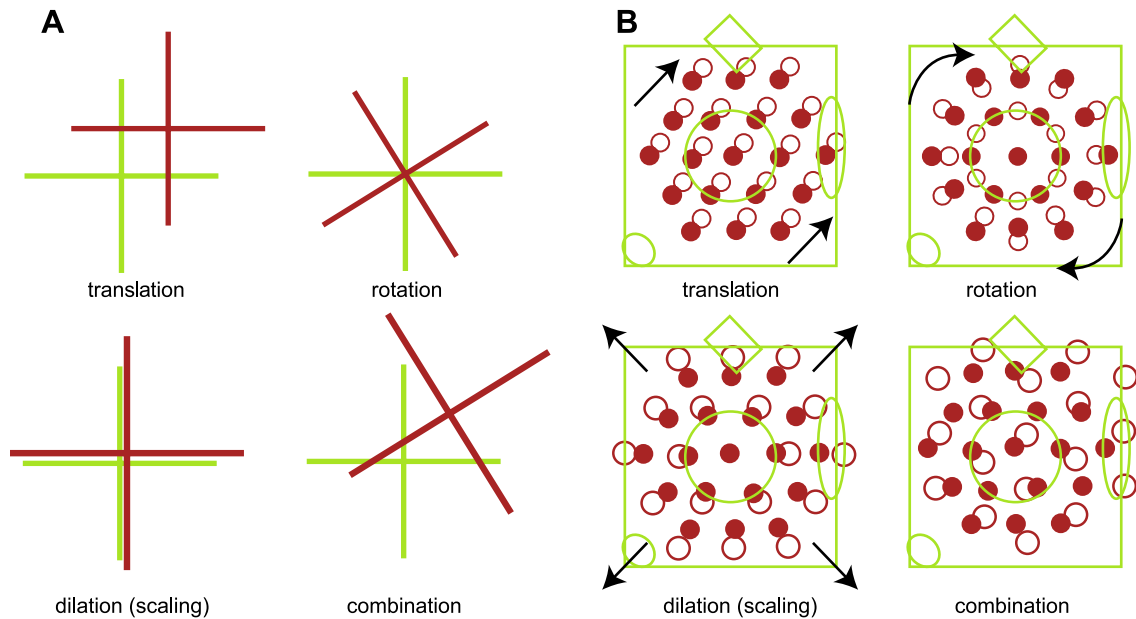 A
B
translation
rotation
translation
rotation
dilation (scaling)
combination
dilation (scaling)
combination